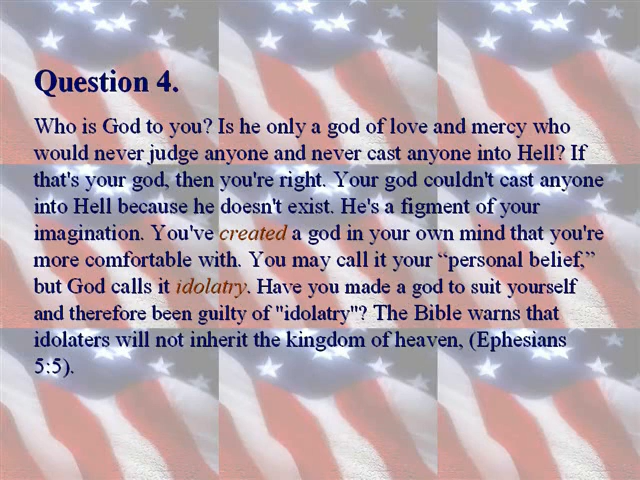 Question 4.
Who is God to you? Is he only a god of love and mercy who
would never judge anyone and never cast anyone into Hell? If
that's your god, then you're right. Your god couldn't cast anyone
into Hell because he doesn't exist. He's a figment of your
imagination. You've created a god in your own mind that you're
more comfortable with. You may call it your “personal belief,”
but God calls it idolatry. Have you made a god to suit yourself
and therefore been guilty of "idolatry"? The Bible warns that
idolaters will not inherit the kingdom of heaven, (Ephesians
5:5).